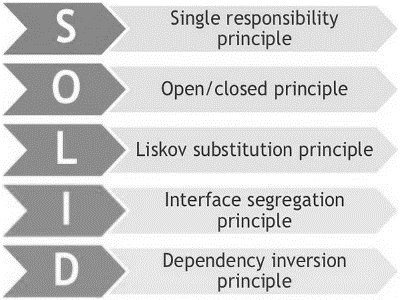 S
Single responsibility
principle
O
Open/closed principle
L
Liskov substitution principle
I
Interface segregation
principle
D
Dependency inversion
principle